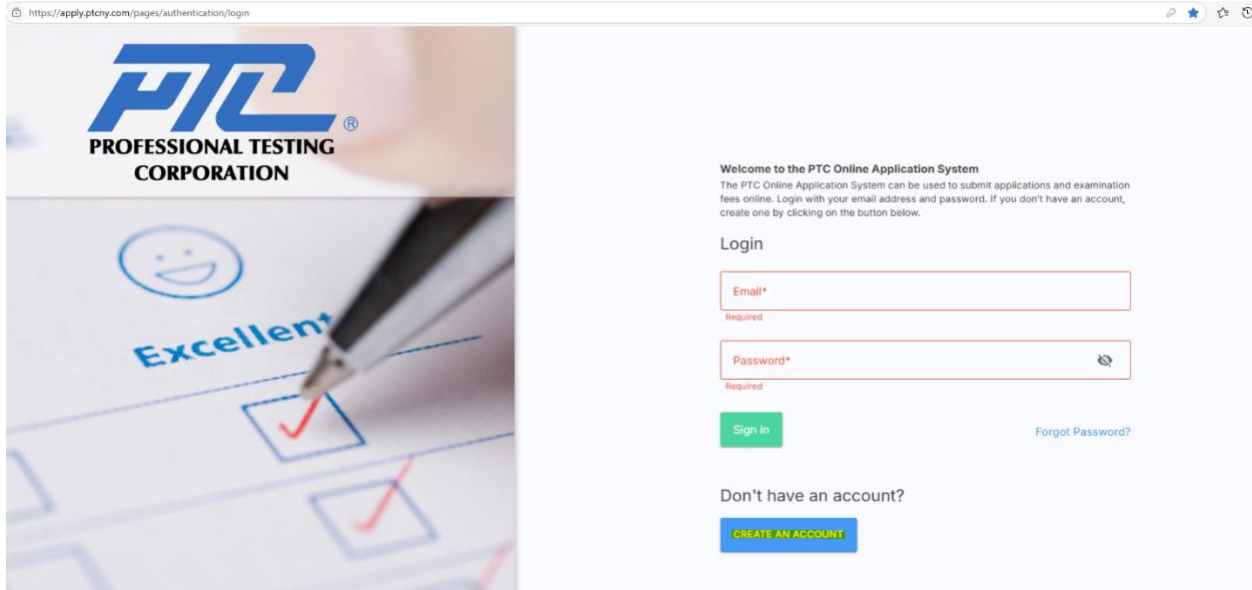 https://apply.ptcny.com/pages/authentication/login
PTC®
PROFESSIONAL TESTING
CORPORATION
Excellent
Welcome to the PTC Online Application System
The PTC Online Application System can be used to submit applications and examination
fees online. Login with your email address and password. If you don't have an account,
create one by clicking on the button below.
Login
Email*
Required
Password*
Required
Sign in
Forgot Password?
Don't have an account?
CREATE AN ACCOUNT